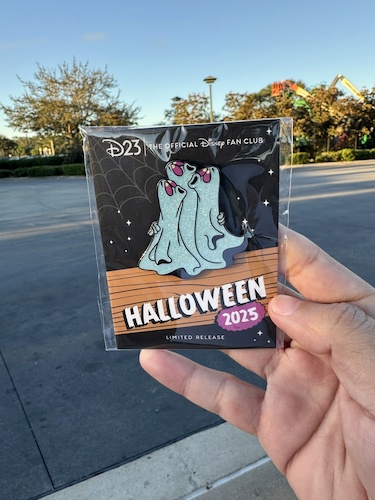 D23 | THE OFFICIAL Disney FAN CLUB
HALLOWEEN
2025
LIMITED RELEASE